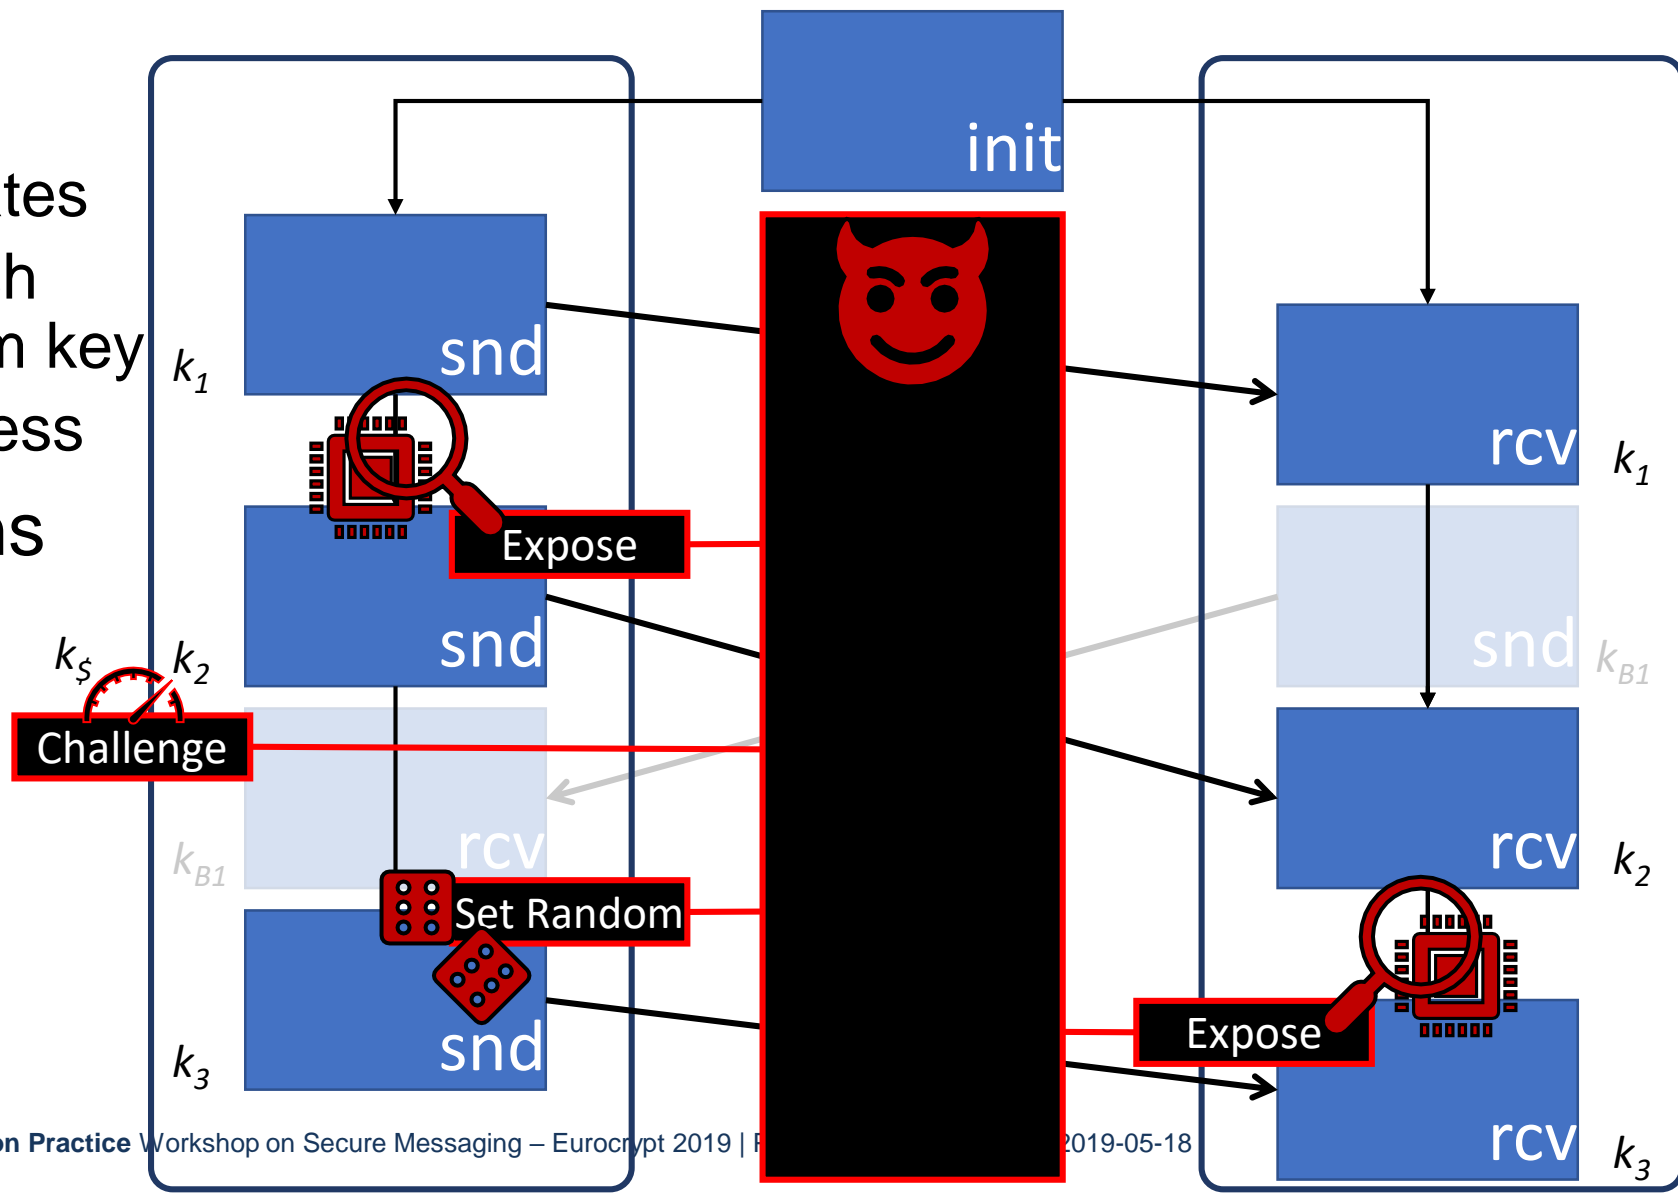 init
tes
h
m key
ess
ns
snd
k1
rcv
k1
Expose
snd
snd
kB1
k$
k2
Challenge
rcv
kB1
rcv
k2
Set Random
snd
k3
Expose
rcv
k3
on Practice Workshop on Secure Messaging – Eurocrypt 2019 |
2019-05-18